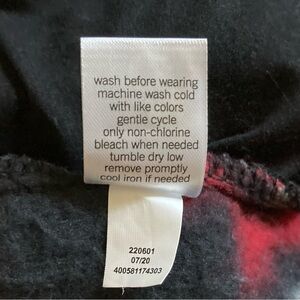 wash before wearing
machine wash cold
with like colors
gentle cycle
only non-chlorine
bleach when needed
tumble dry low
remove promptly
cool iron if needed
220601
07/20
400581174303